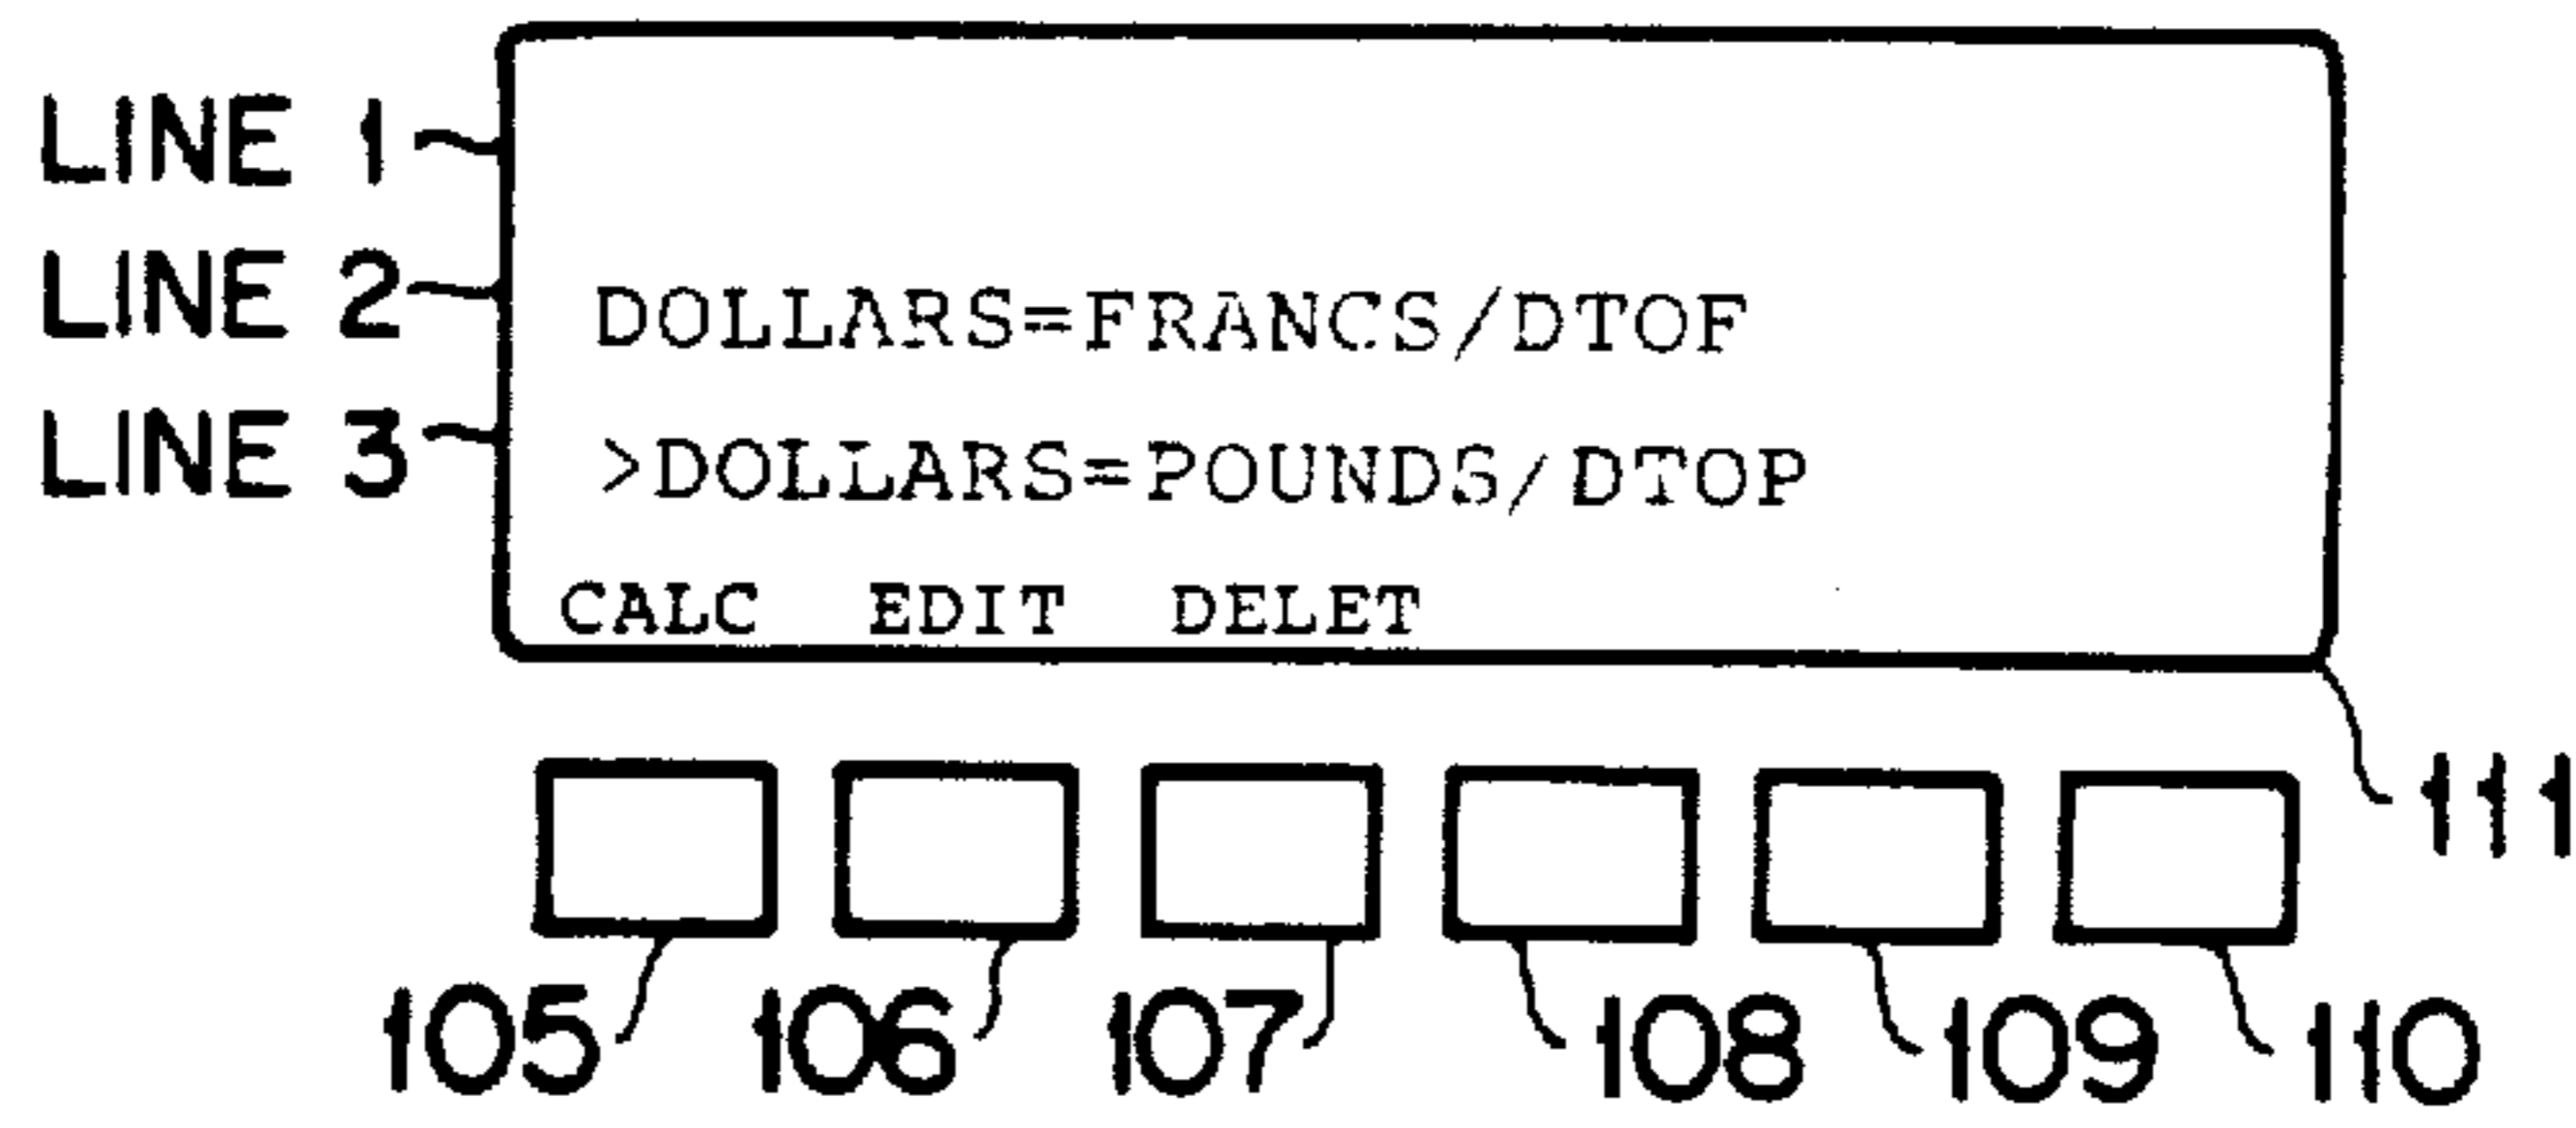 LINE 1
LINE 2 DOLLARS=FRANCS/DTOF
LINE 3 >DOLLARS=POUNDS/DTOP
CALC EDIT DELET
111
105 106 107 108 109 110